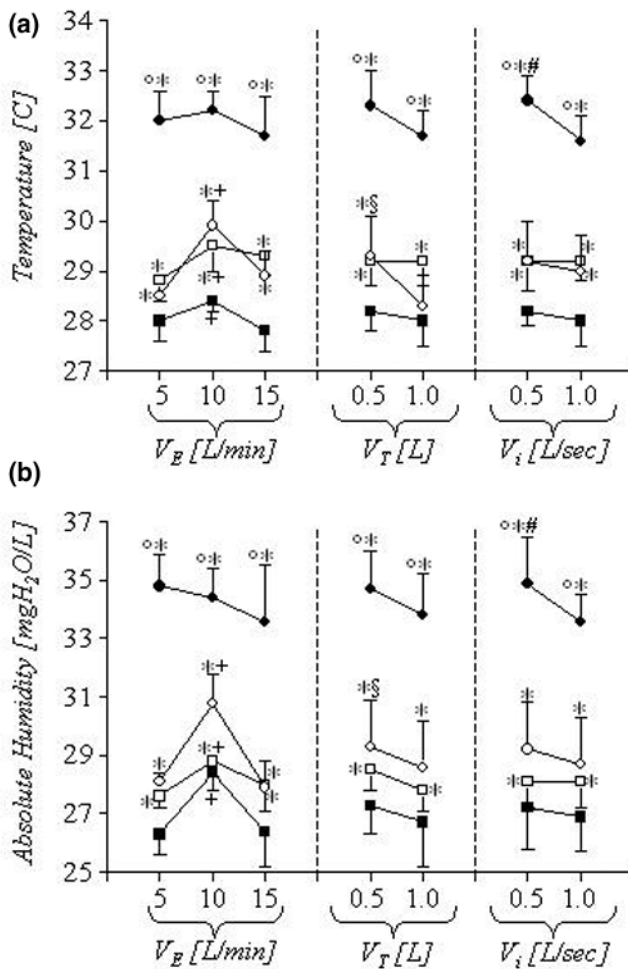 (a)
Temperature [C]
34
33
32
31
30
29
28
27
°* °* °* °* °* °*# °*
*+ *§
* * * * *
* *+ * * + * *
+
5 10 15 0.5 1.0 0.5 1.0
V_E [L/min] V_T [L] V_i [L/sec]
(b)
Absolute Humidity [mgH₂O/L]
37
35
33
31
29
27
25
°* °* °* °* °* °*# °*
*+ *§ * * *
* *+ * * * * *
* + *
5 10 15 0.5 1.0 0.5 1.0
V_E [L/min] V_T [L] V_i [L/sec]